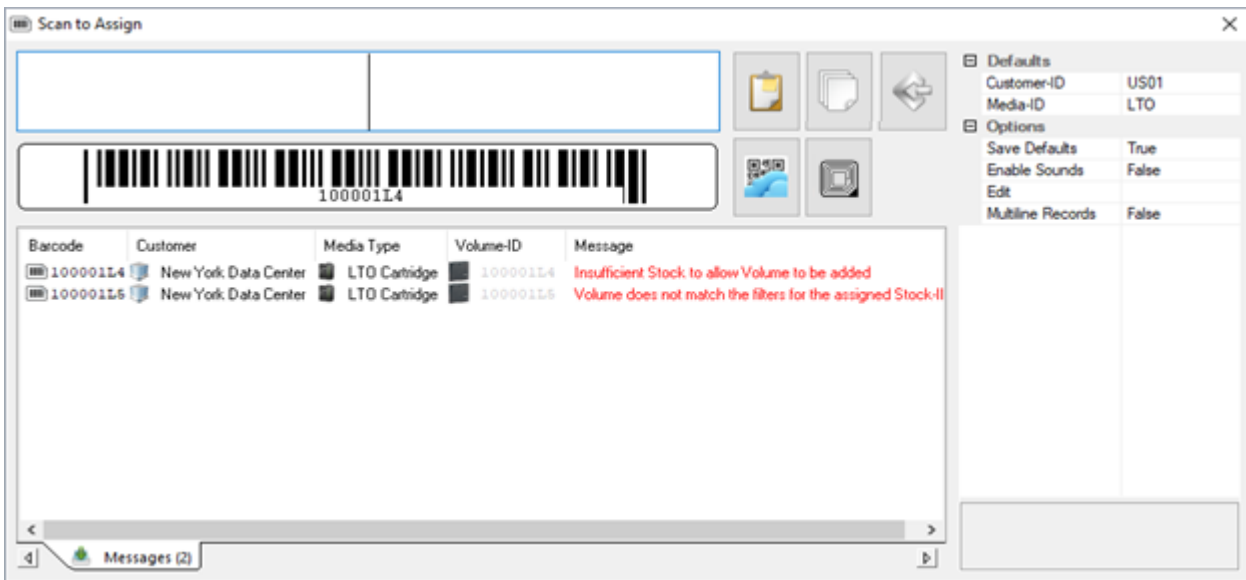 Scan to Assign
Defaults
Customer-ID US01
Media-ID LTO
Options
Save Defaults True
Enable Sounds False
Edit
Multiline Records False
100001L4
Barcode Customer Media Type Volume-ID Message
100001L4 New York Data Center LTO Cartridge 100001L4 Insufficient Stock to allow Volume to be added
100001L5 New York Data Center LTO Cartridge 100001L5 Volume does not match the filters for the assigned Stock-II
Messages (2)